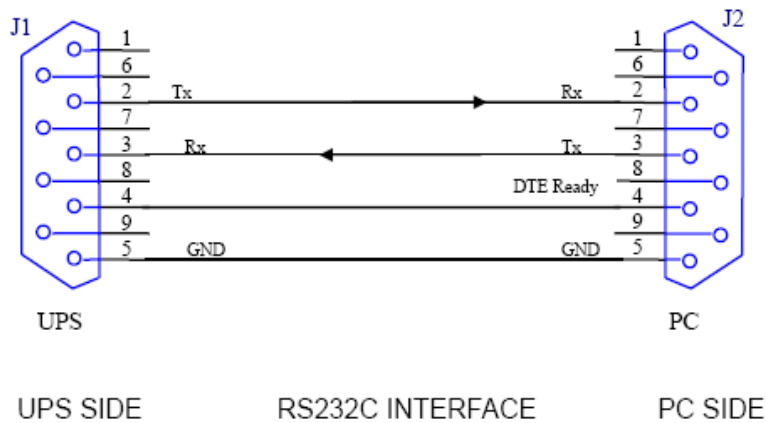 J1 J2
1 1
6 6
2 Tx Rx 2
7 7
3 Rx Tx 3
8 DTE Ready 8
4 4
9 9
5 GND GND 5
UPS PC
UPS SIDE RS232C INTERFACE PC SIDE